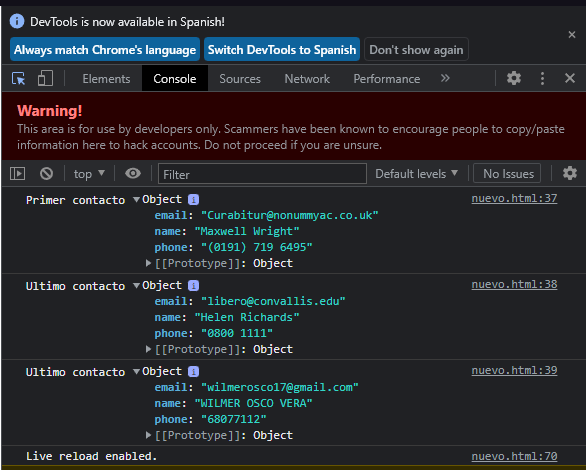 DevTools is now available in Spanish!
Always match Chrome's language Switch DevTools to Spanish Don't show again
Elements Console Sources Network Performance »
Warning!
This area is for use by developers only. Scammers have been known to encourage people to copy/paste
information here to hack accounts. Do not proceed if you are unsure.
top ▼ Filter Default levels ▼ No Issues
Primer contacto ▼Object i nuevo.html:37
email: "Curabitur@nonummyac.co.uk"
name: "Maxwell Wright"
phone: "(0191) 719 6495"
▶[[Prototype]]: Object
Ultimo contacto ▼Object i nuevo.html:38
email: "libero@convallis.edu"
name: "Helen Richards"
phone: "0800 1111"
▶[[Prototype]]: Object
Ultimo contacto ▼Object i nuevo.html:39
email: "wilmerosco17@gmail.com"
name: "WILMER OSCO VERA"
phone: "68077112"
▶[[Prototype]]: Object
Live reload enabled. nuevo.html:70